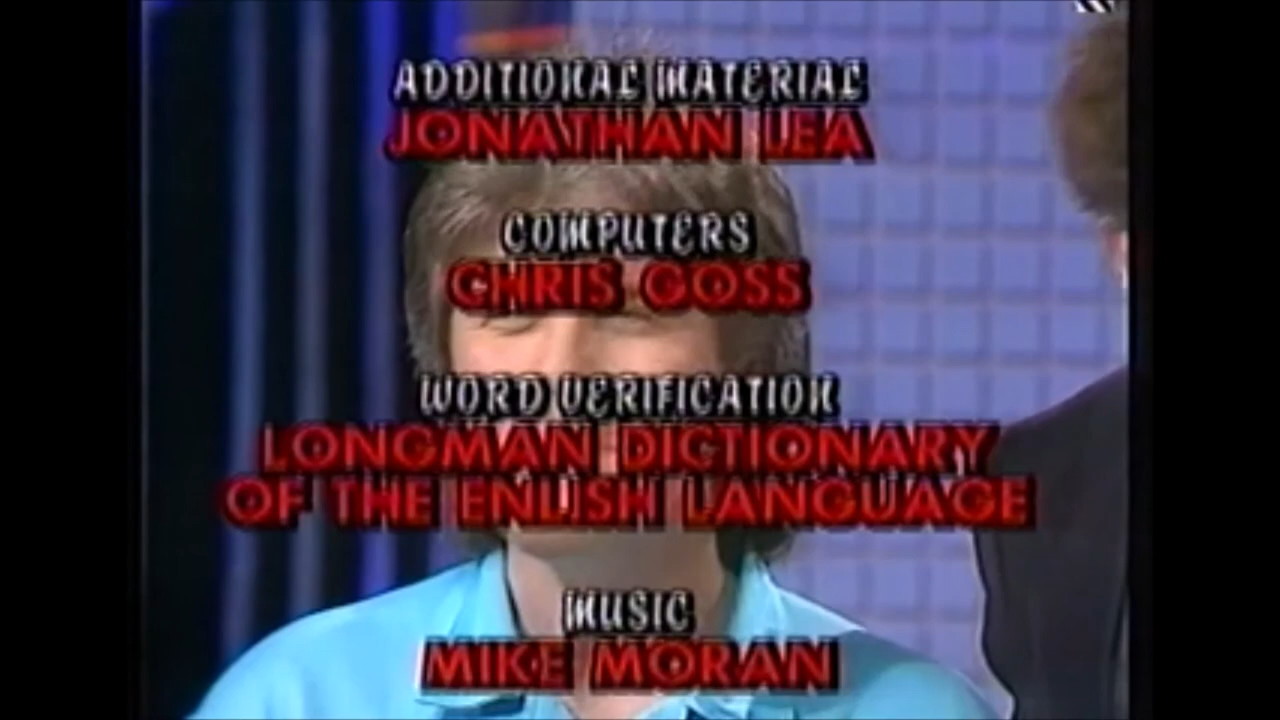 ADDITIONAL MATERIAL
JONATHAN LEA
COMPUTERS
CHRIS GOSS
WORD VERIFICATION
LONGMAN DICTIONARY
OF THE ENLISH LANGUAGE
MUSIC
MIKE MORAN